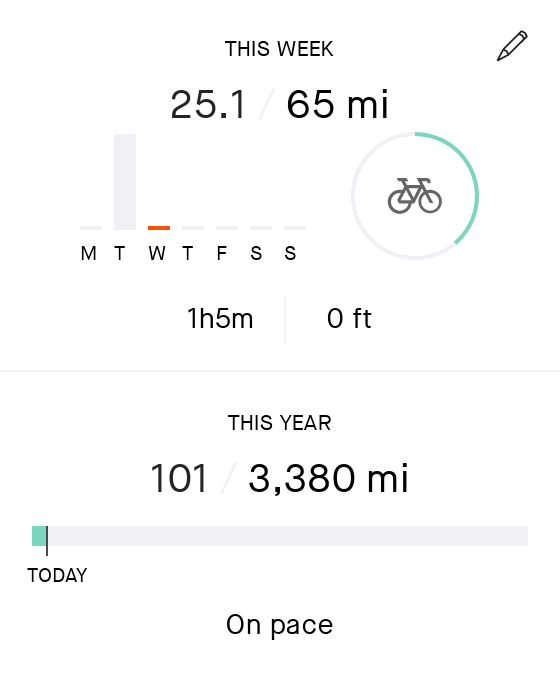 THIS WEEK
25.1 / 65 mi
M T W T F S S
1h5m 0 ft
THIS YEAR
101 / 3,380 mi
TODAY
On pace